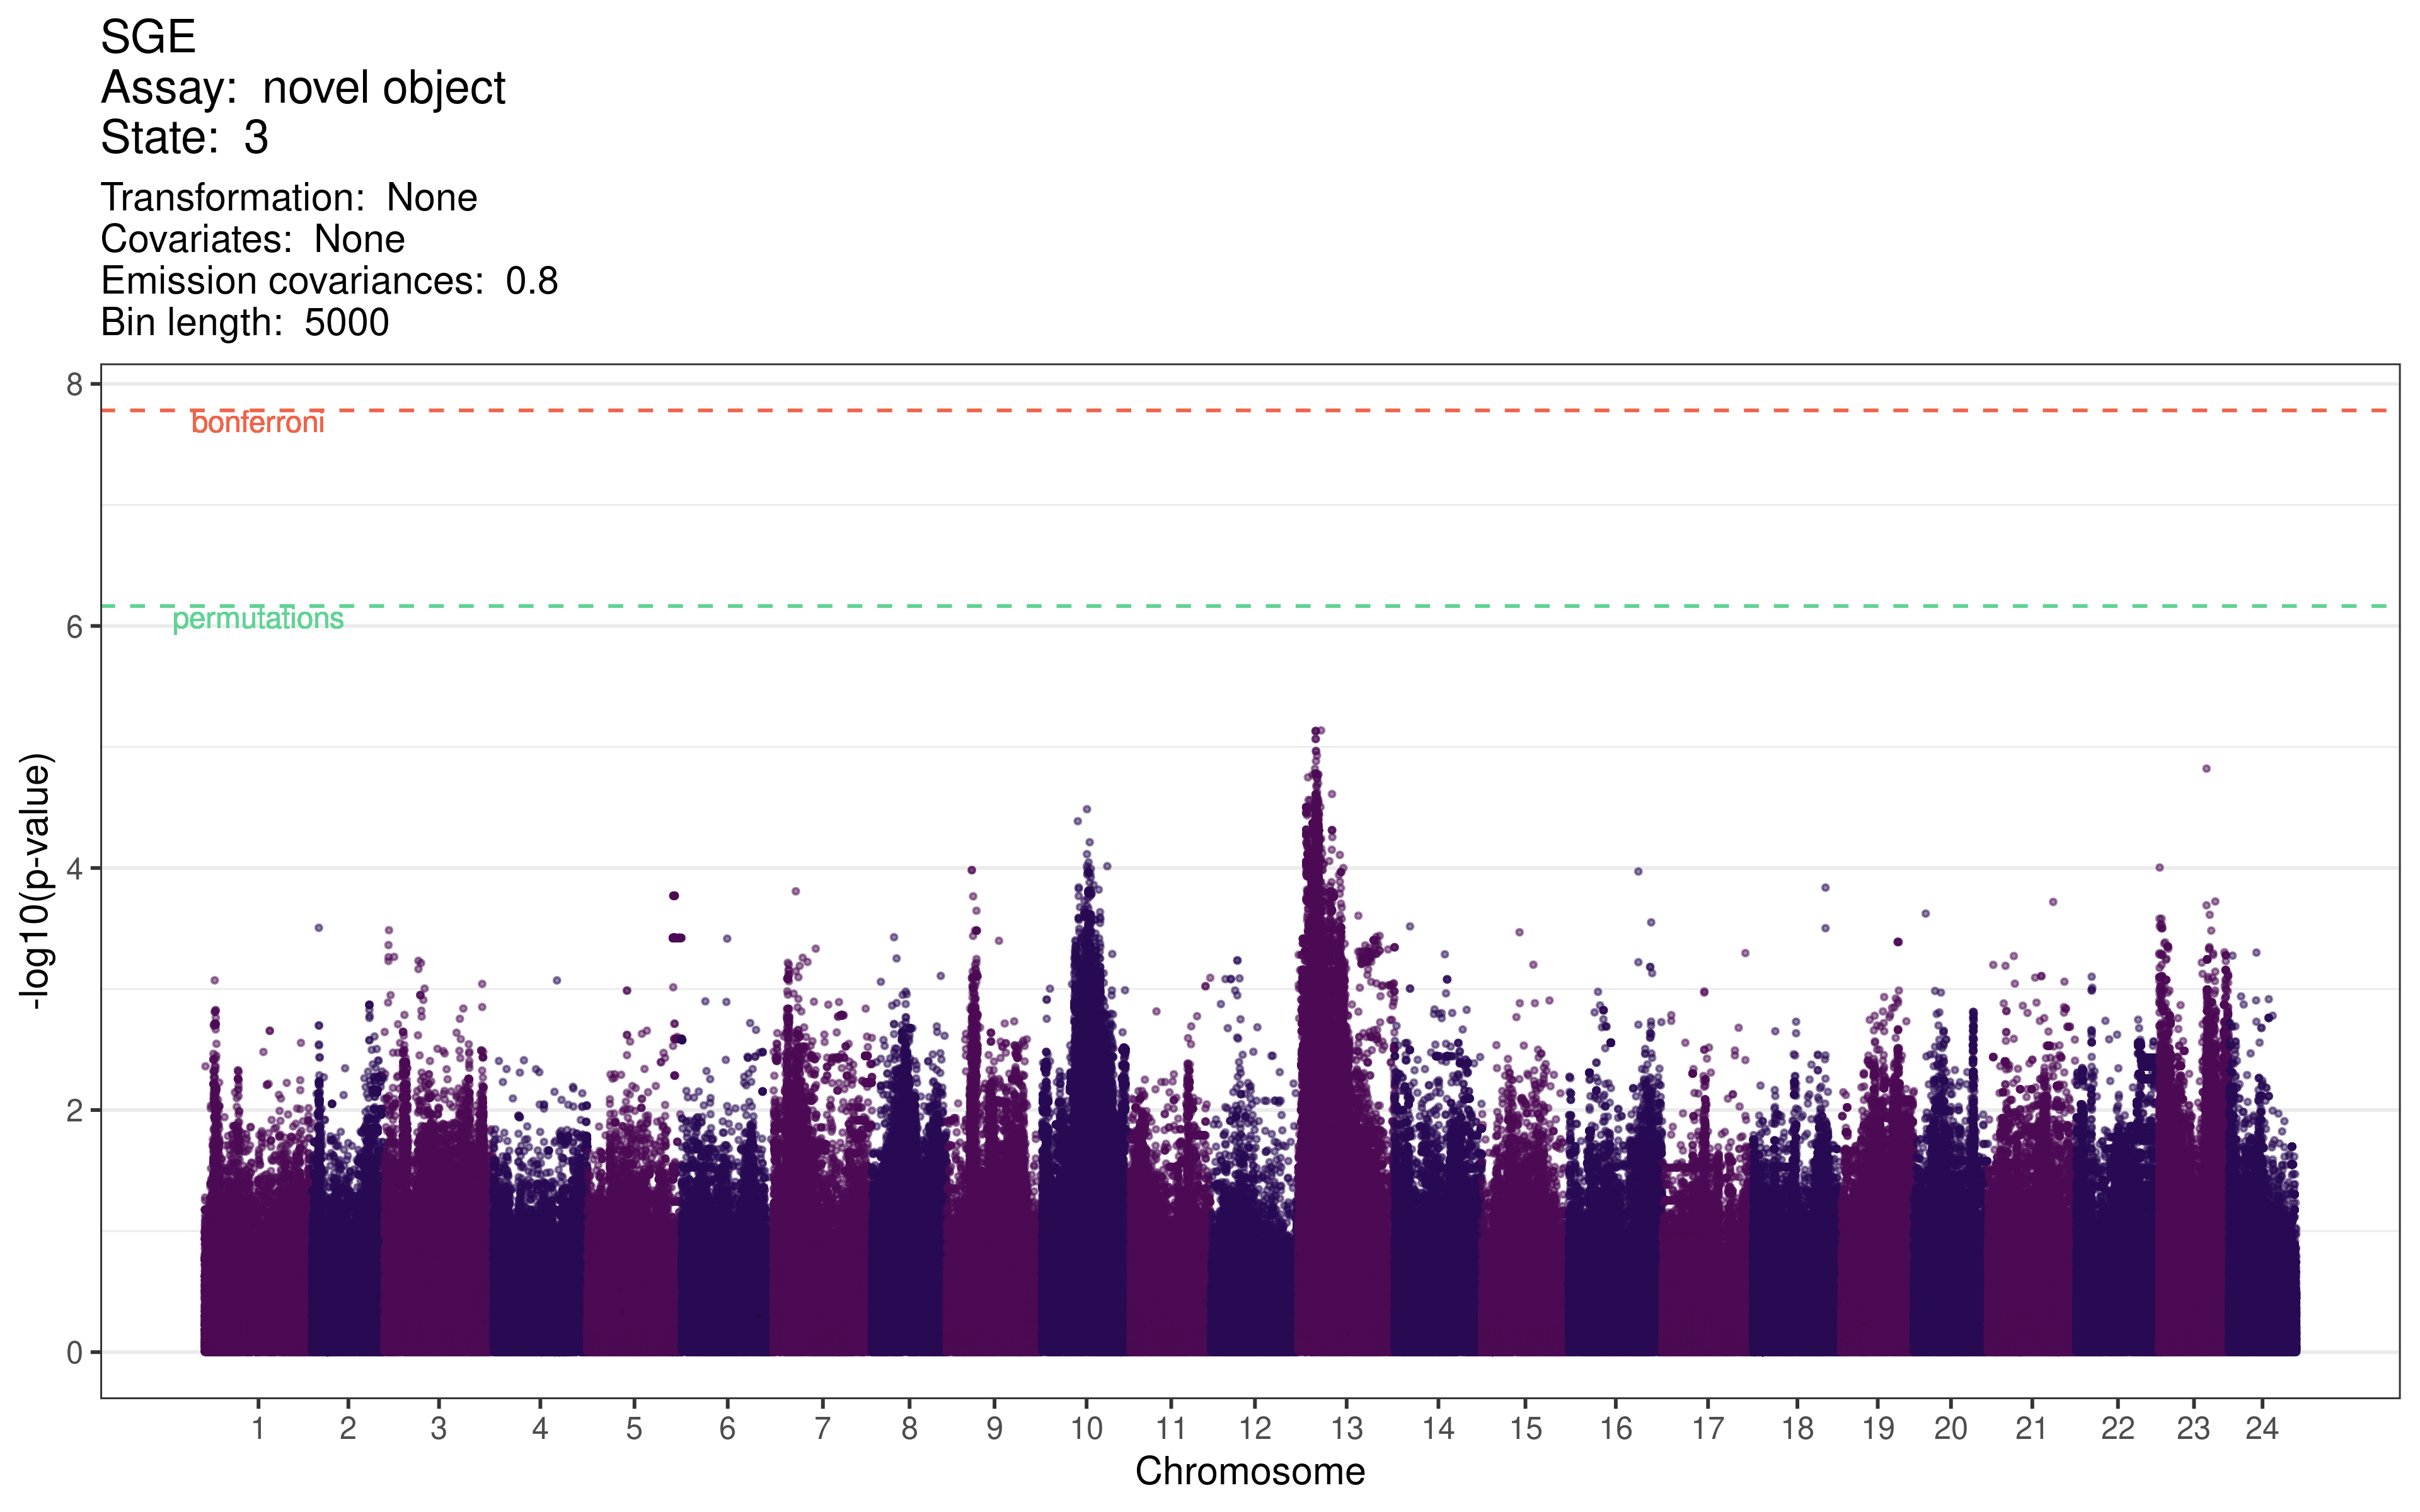 SGE
Assay:  novel object
State:  3
Transformation:  None
Covariates:  None
Emission covariances:  0.8
Bin length:  5000
8
bonferroni
permutations
6
4
2
0
-log10(p-value)
1 2 3 4 5 6 7 8 9 10 11 12 13 14 15 16 17 18 19 20 21 22 23 24
Chromosome